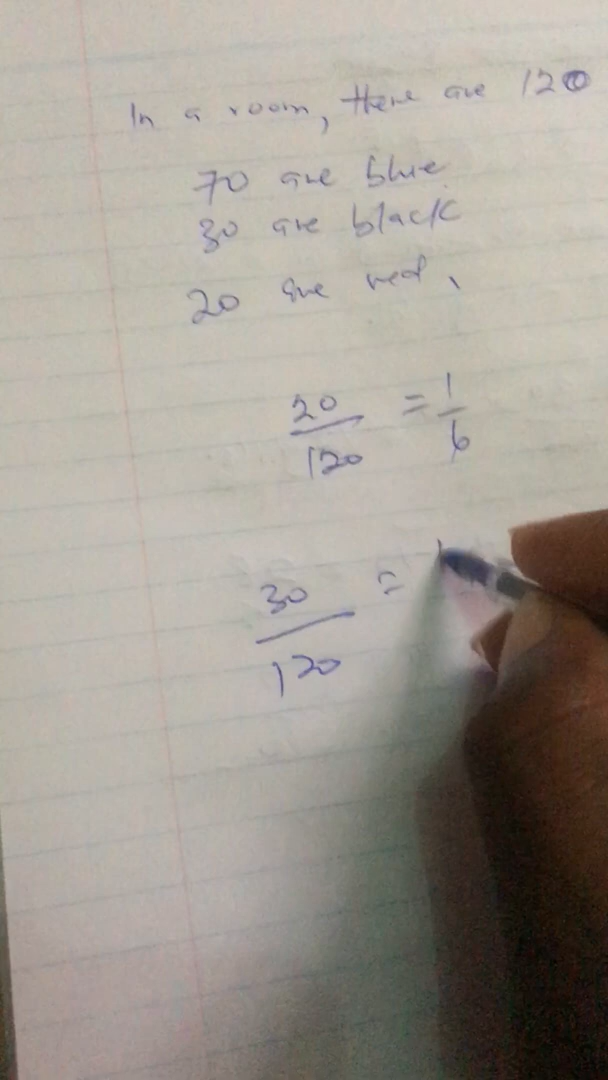 In a room, there are 120
70 are blue
30 are black
20 are red.
20/120 = 1/6
30/120 =